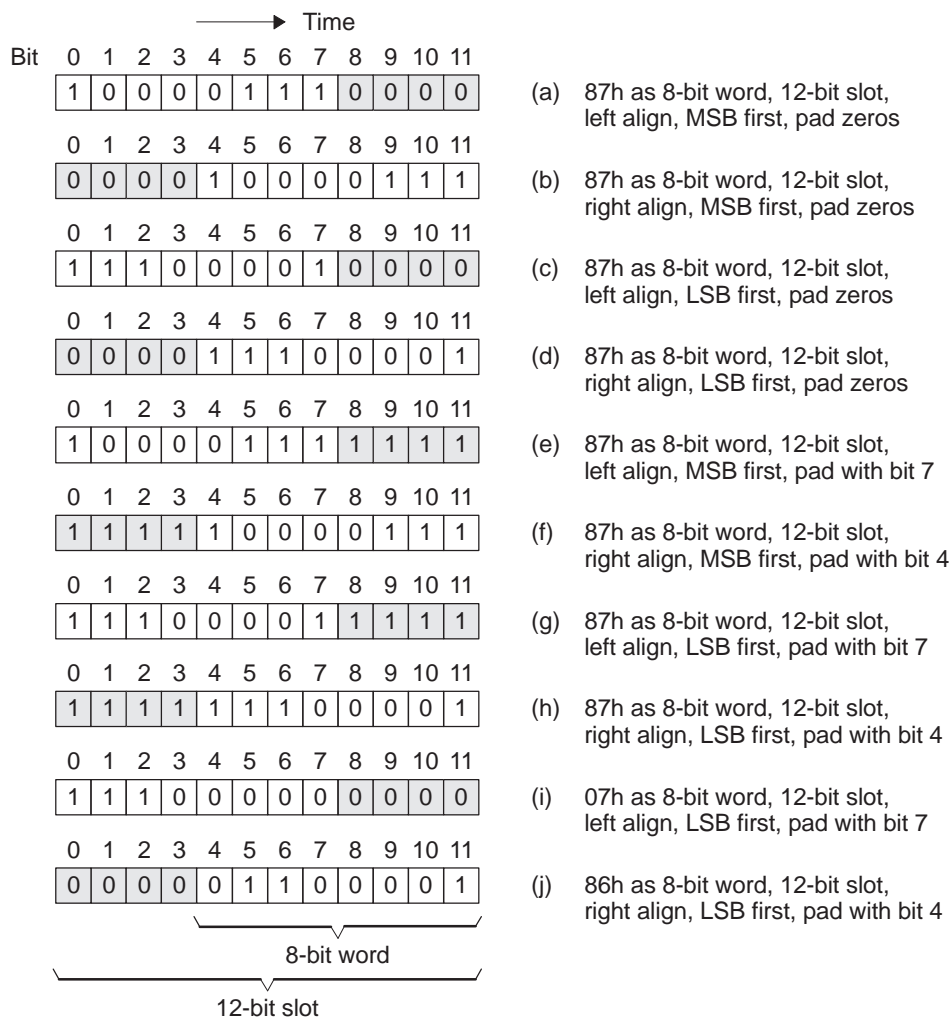 Time
Bit 0 1 2 3 4 5 6 7 8 9 10 11
1 0 0 0 0 1 1 1 0 0 0 0
(a) 87h as 8-bit word, 12-bit slot,
left align, MSB first, pad zeros
0 1 2 3 4 5 6 7 8 9 10 11
0 0 0 0 1 0 0 0 0 1 1 1
(b) 87h as 8-bit word, 12-bit slot,
right align, MSB first, pad zeros
0 1 2 3 4 5 6 7 8 9 10 11
1 1 1 0 0 0 0 1 0 0 0 0
(c) 87h as 8-bit word, 12-bit slot,
left align, LSB first, pad zeros
0 1 2 3 4 5 6 7 8 9 10 11
0 0 0 0 1 1 1 0 0 0 0 1
(d) 87h as 8-bit word, 12-bit slot,
right align, LSB first, pad zeros
0 1 2 3 4 5 6 7 8 9 10 11
1 0 0 0 0 1 1 1 1 1 1 1
(e) 87h as 8-bit word, 12-bit slot,
left align, MSB first, pad with bit 7
0 1 2 3 4 5 6 7 8 9 10 11
1 1 1 1 1 0 0 0 0 1 1 1
(f) 87h as 8-bit word, 12-bit slot,
right align, MSB first, pad with bit 4
0 1 2 3 4 5 6 7 8 9 10 11
1 1 1 0 0 0 0 1 1 1 1 1
(g) 87h as 8-bit word, 12-bit slot,
left align, LSB first, pad with bit 7
0 1 2 3 4 5 6 7 8 9 10 11
1 1 1 1 1 1 1 0 0 0 0 1
(h) 87h as 8-bit word, 12-bit slot,
right align, LSB first, pad with bit 4
0 1 2 3 4 5 6 7 8 9 10 11
1 1 1 0 0 0 0 0 0 0 0 0
(i) 07h as 8-bit word, 12-bit slot,
left align, LSB first, pad with bit 7
0 1 2 3 4 5 6 7 8 9 10 11
0 0 0 0 0 1 1 0 0 0 0 1
(j) 86h as 8-bit word, 12-bit slot,
right align, LSB first, pad with bit 4
8-bit word
12-bit slot